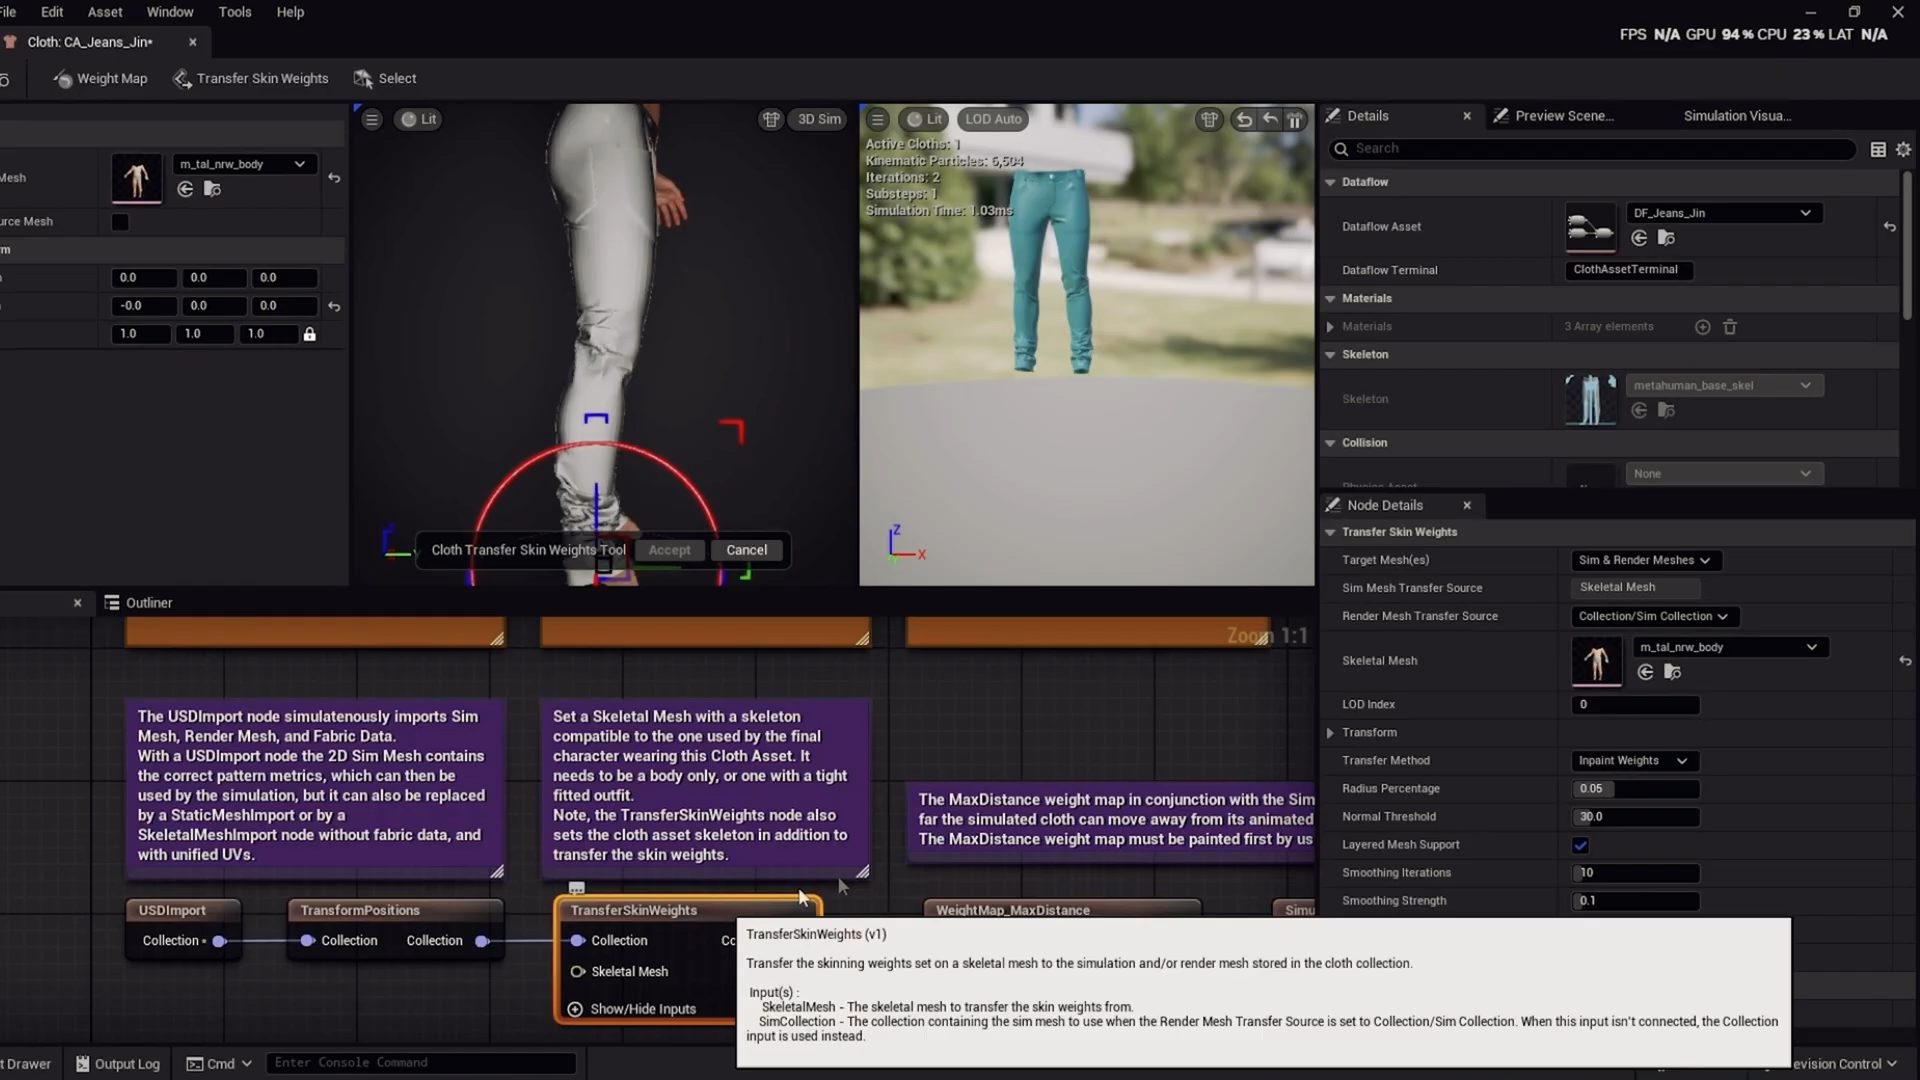 File Edit Asset Window Tools Help
Cloth: CA_Jeans_Jin*
FPS N/A GPU 94 % CPU 23 % LAT N/A
Weight Map Transfer Skin Weights Select
Mesh
m_tal_nrw_body
urce Mesh
0.0 0.0 0.0
-0.0 0.0 0.0
1.0 1.0 1.0
Lit
3D Sim
Cloth Transfer Skin Weights Tool Accept Cancel
Lit LOD Auto
Active Cloths: 1
Kinematic Particles: 6,504
Iterations: 2
Substeps: 1
Simulation Time: 1.03ms
Z
X
Details Preview Scene... Simulation Visua...
Search
Dataflow
Dataflow Asset
DF_Jeans_Jin
Dataflow Terminal ClothAssetTerminal
Materials
Materials 3 Array elements
Skeleton
Skeleton
metahuman_base_skel
Collision
None
Node Details
Transfer Skin Weights
Target Mesh(es) Sim & Render Meshes
Sim Mesh Transfer Source Skeletal Mesh
Render Mesh Transfer Source Collection/Sim Collection
Skeletal Mesh
m_tal_nrw_body
LOD Index 0
Transform
Transfer Method Inpaint Weights
Radius Percentage 0.05
Normal Threshold 30.0
Layered Mesh Support
Smoothing Iterations 10
Smoothing Strength 0.1
Outliner
Zoom 1:1
The USDImport node simulatenously imports Sim
Mesh, Render Mesh, and Fabric Data.
With a USDImport node the 2D Sim Mesh contains
the correct pattern metrics, which can then be
used by the simulation, but it can also be replaced
by a StaticMeshImport or by a
SkeletalMeshImport node without fabric data, and
with unified UVs.
Set a Skeletal Mesh with a skeleton
compatible to the one used by the final
character wearing this Cloth Asset. It
needs to be a body only, or one with a tight
fitted outfit.
Note, the TransferSkinWeights node also
sets the cloth asset skeleton in addition to
transfer the skin weights.
The MaxDistance weight map in conjunction with the Sim
far the simulated cloth can move away from its animated
The MaxDistance weight map must be painted first by us
USDImport
Collection
TransformPositions
Collection Collection
TransferSkinWeights
Collection Co
Skeletal Mesh
Show/Hide Inputs
WeightMap_MaxDistance
Simu
TransferSkinWeights (v1)
Transfer the skinning weights set on a skeletal mesh to the simulation and/or render mesh stored in the cloth collection.
Input(s) :
SkeletalMesh - The skeletal mesh to transfer the skin weights from.
SimCollection - The collection containing the sim mesh to use when the Render Mesh Transfer Source is set to Collection/Sim Collection. When this input isn't connected, the Collection
input is used instead.
t Drawer Output Log Cmd Enter Console Command
evision Control